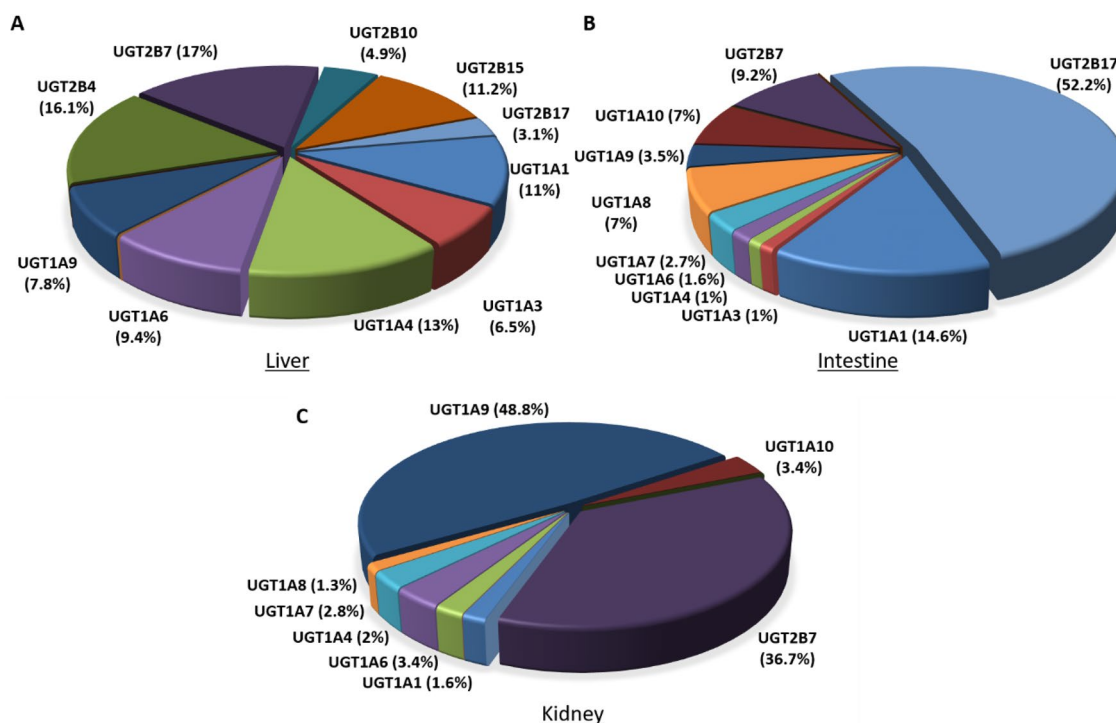 A
UGT2B7 (17%)
UGT2B10
(4.9%)
UGT2B15
(11.2%)
UGT2B17
(3.1%)
UGT1A1
(11%)
UGT1A3
(6.5%)
UGT1A4 (13%)
UGT1A6
(9.4%)
UGT1A9
(7.8%)
UGT2B4
(16.1%)
Liver
B
UGT2B7
(9.2%)
UGT2B17
(52.2%)
UGT1A10 (7%)
UGT1A9 (3.5%)
UGT1A8
(7%)
UGT1A7 (2.7%)
UGT1A6 (1.6%)
UGT1A4 (1%)
UGT1A3 (1%)
UGT1A1 (14.6%)
Intestine
C
UGT1A9 (48.8%)
UGT1A10
(3.4%)
UGT1A8 (1.3%)
UGT1A7 (2.8%)
UGT1A4 (2%)
UGT1A6 (3.4%)
UGT1A1 (1.6%)
UGT2B7
(36.7%)
Kidney